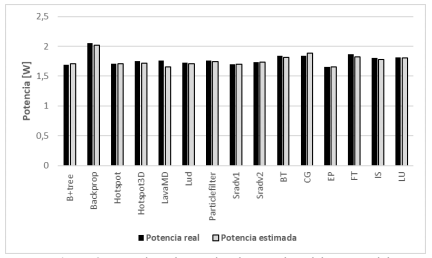 2,5
2
1,5
1
0,5
0
Potencia [W]
B+tree
Backprop
Hotspot
Hotspot3D
LavaMD
Lud
Particlefilter
Sradv1
Sradv2
BT
CG
EP
FT
IS
LU
Potencia real
Potencia estimada